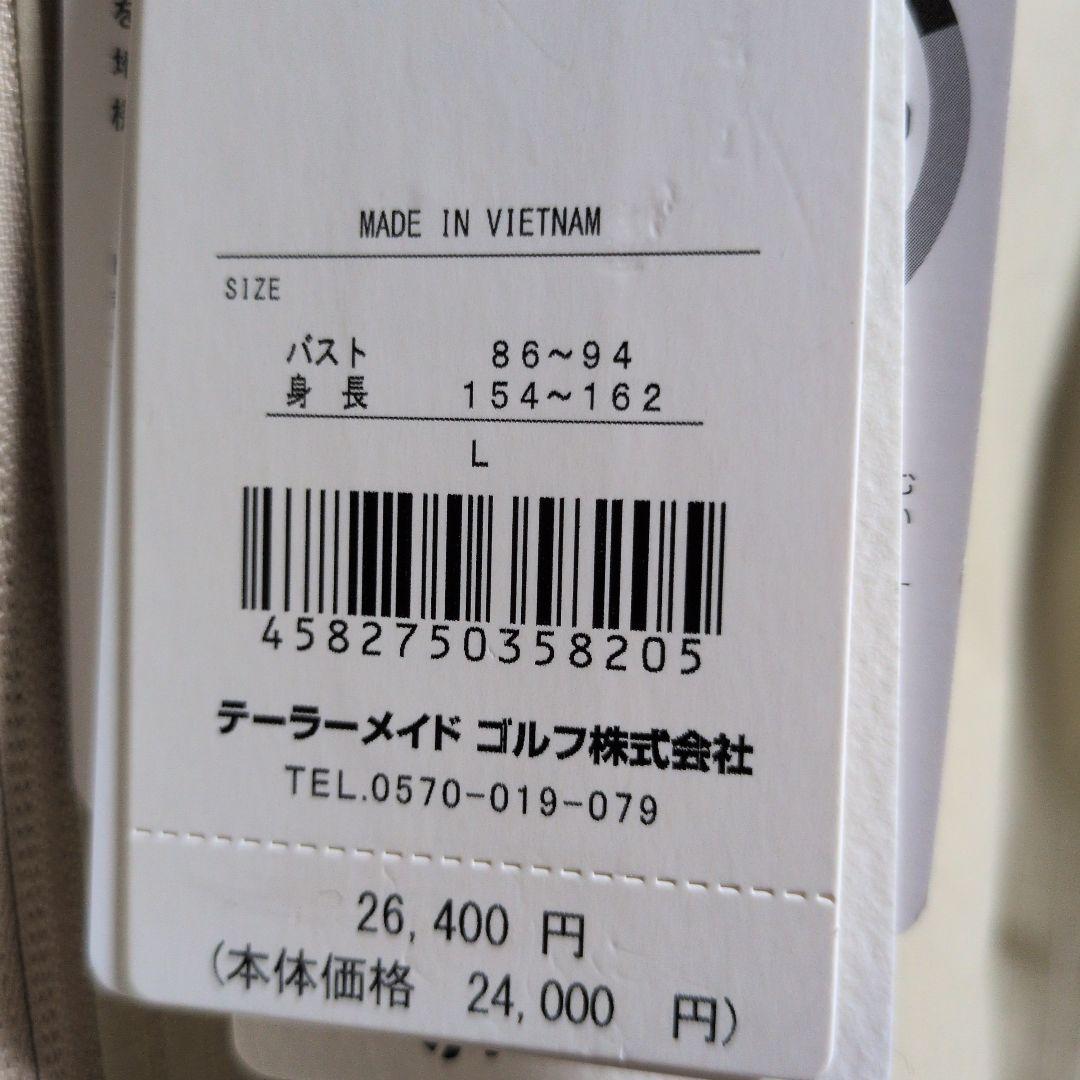 MADE IN VIETNAM
SIZE
バスト 86~94
身長 154~162
L
4582750358205
テーラーメイド ゴルフ株式会社
TEL.0570-019-079
26,400 円
(本体価格 24,000 円)